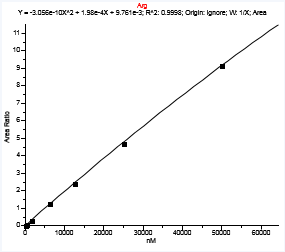 Arg
Y = -3.056e-10X^2 + 1.98e-4X + 9.761e-3; R^2: 0.9998; Origin: Ignore; W: 1/X; Area
11
10
9
8
7
6
5
4
3
2
1
0
Area Ratio
0 10000 20000 30000 40000 50000 60000
nM